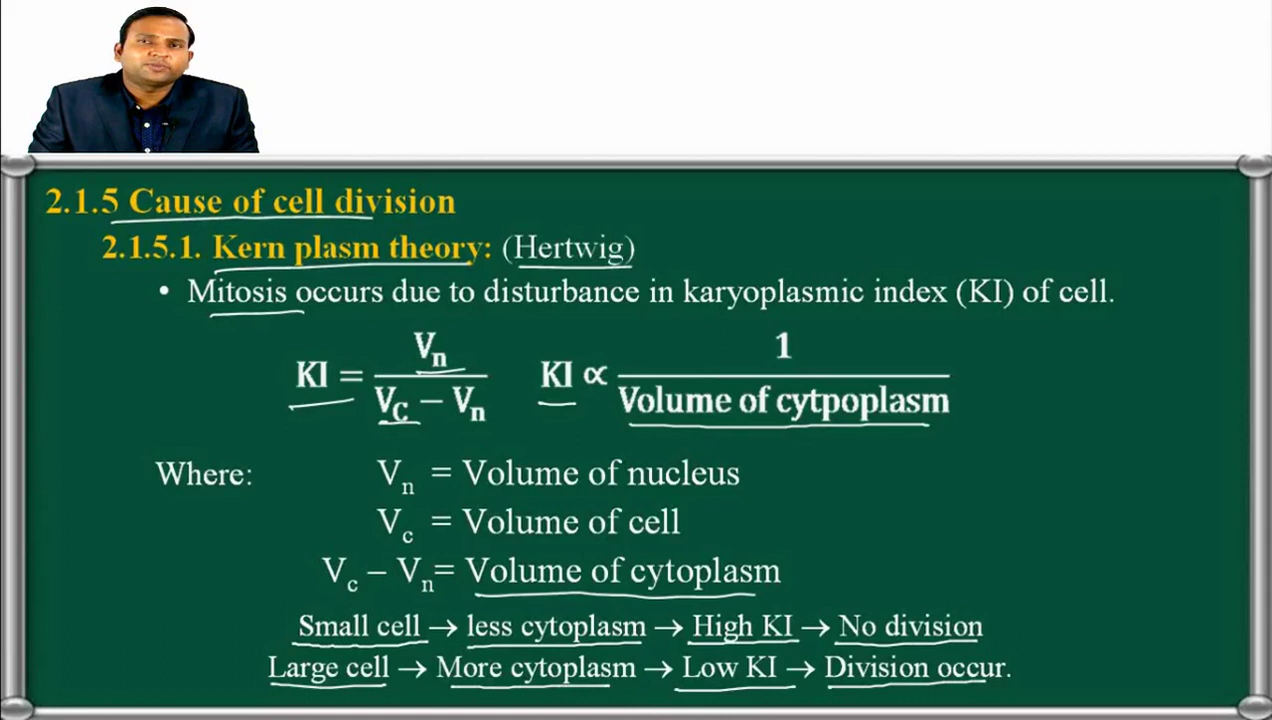 2.1.5 Cause of cell division
2.1.5.1. Kern plasm theory: (Hertwig)
• Mitosis occurs due to disturbance in karyoplasmic index (KI) of cell.
KI = Vn / (VC − Vn) KI ∝ 1 / Volume of cytpoplasm
Where: Vn = Volume of nucleus
Vc = Volume of cell
Vc – Vn= Volume of cytoplasm
Small cell → less cytoplasm → High KI → No division
Large cell → More cytoplasm → Low KI → Division occur.